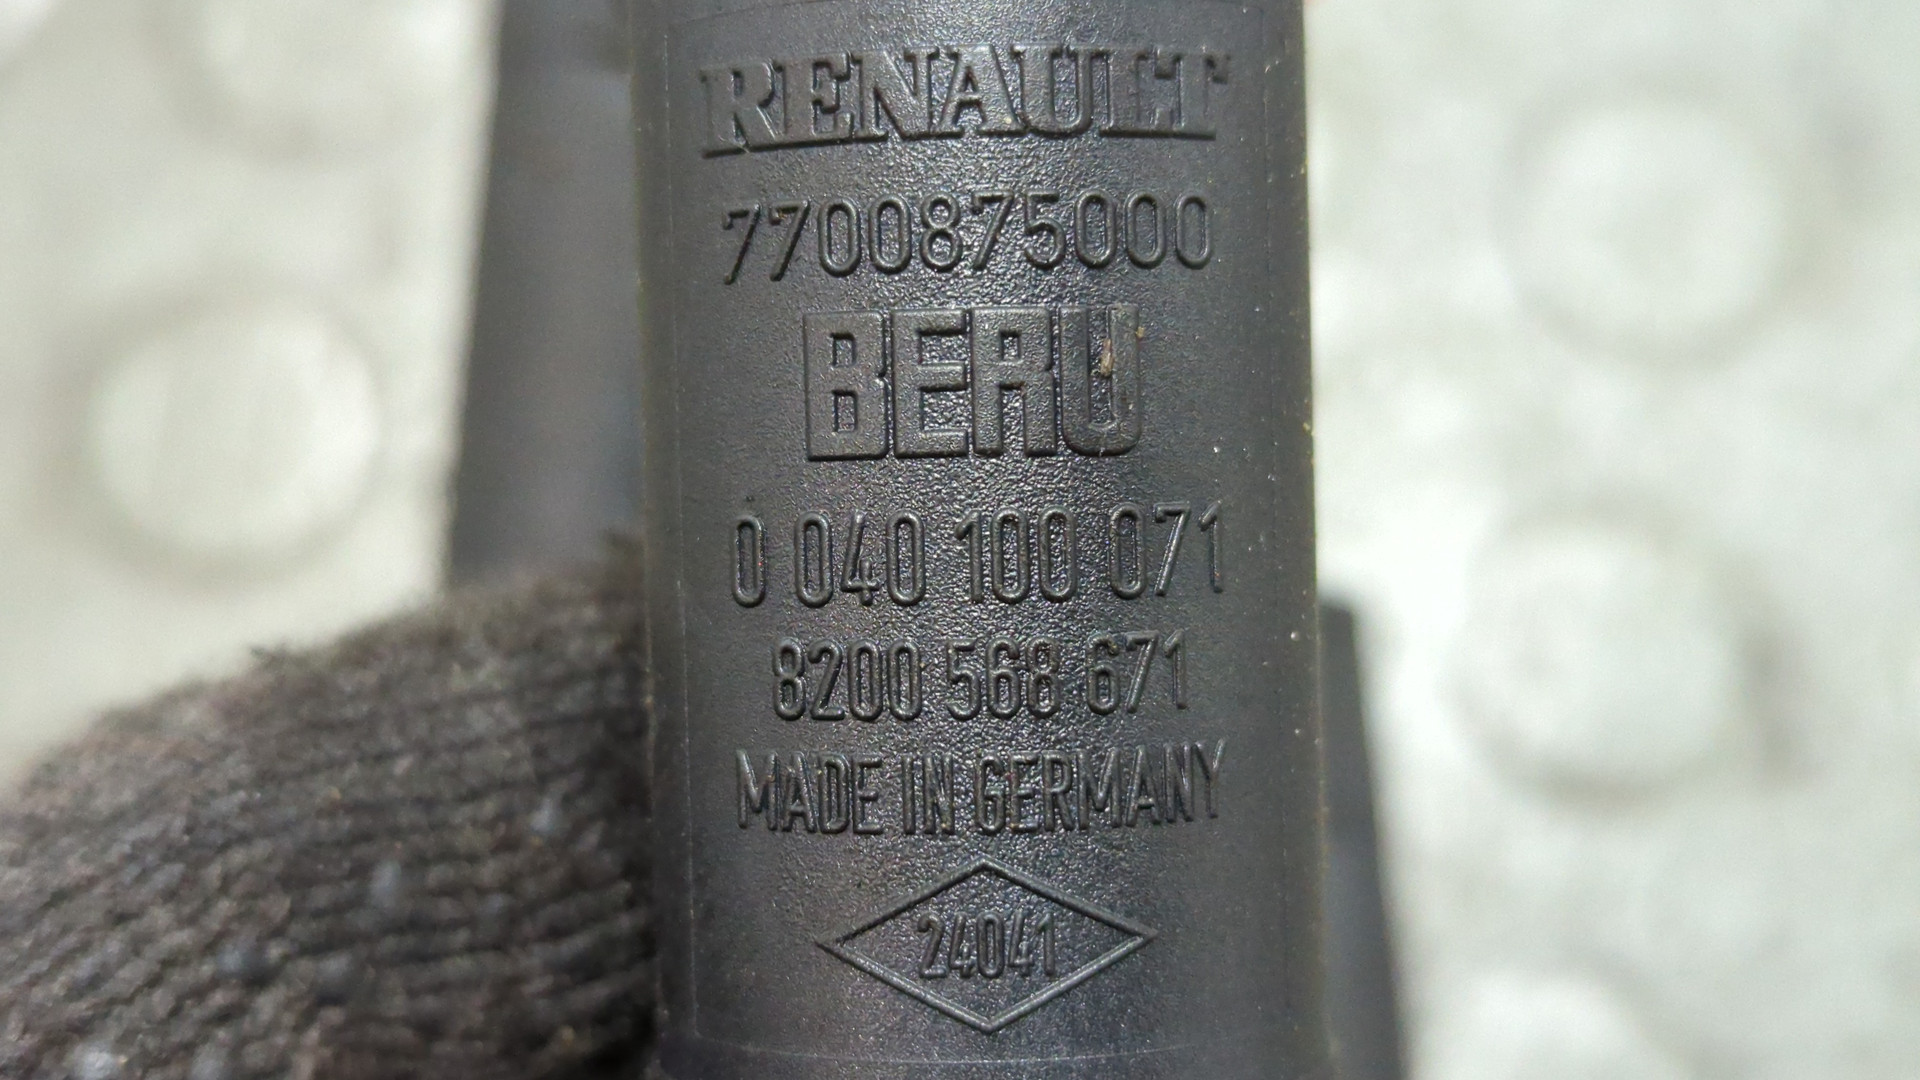 RENAULT
7700875000
BERU
0 040 100 071
8200 568 671
MADE IN GERMANY
24041